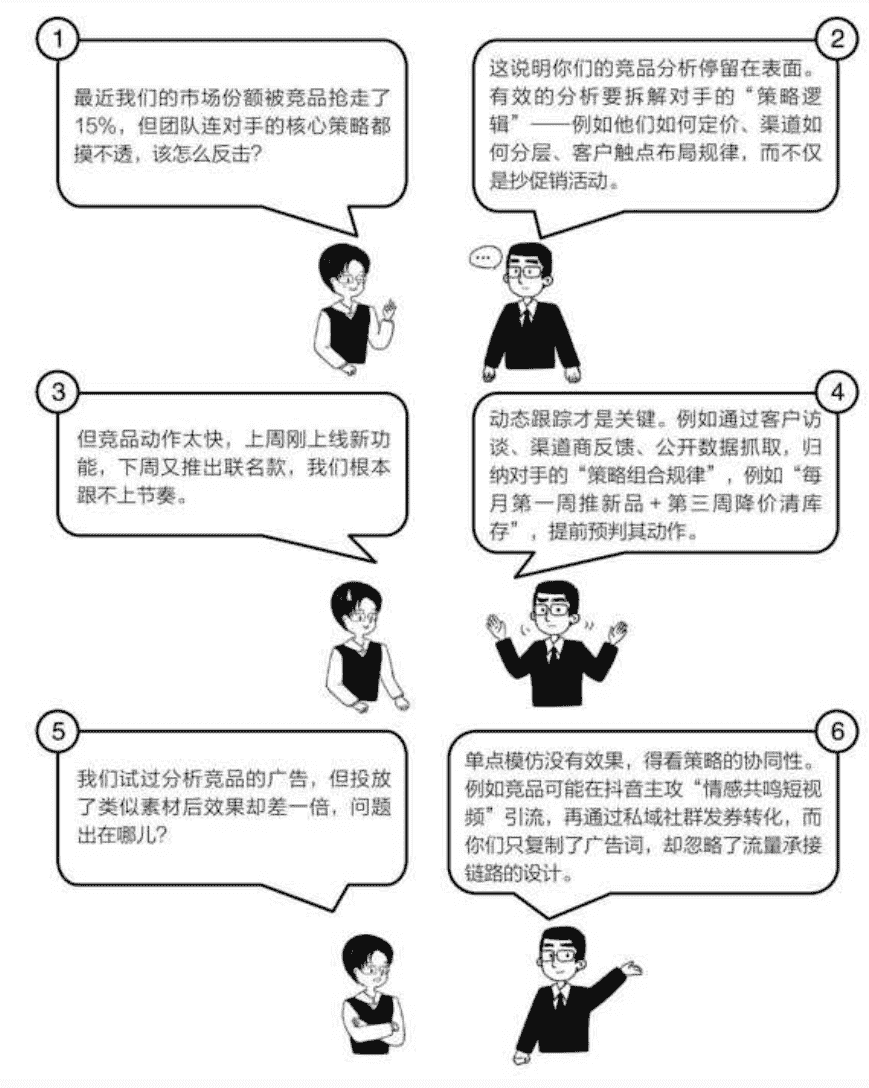 1
最近我们的市场份额被竞品抢走了
15%，但团队连对手的核心策略都
摸不透，该怎么反击？
2
这说明你们的竞品分析停留在表面。
有效的分析要拆解对手的“策略逻
辑”——例如他们如何定价、渠道如
何分层、客户触点布局规律，而不仅
是抄促销活动。
3
但竞品动作太快，上周刚上线新功
能，下周又推出联名款，我们根本
跟不上节奏。
4
动态跟踪才是关键。例如通过客户访
谈、渠道商反馈、公开数据抓取，归
纳对手的“策略组合规律”，例如“每
月第一周推新品＋第三周降价清库
存”，提前预判其动作。
5
我们试过分析竞品的广告，但投放
了类似素材后效果却差一倍，问题
出在哪儿？
6
单点模仿没有效果，得看策略的协同性。
例如竞品可能在抖音主攻“情感共鸣短视
频”引流，再通过私域社群发券转化，而
你们只复制了广告词，却忽略了流量承接
链路的设计。